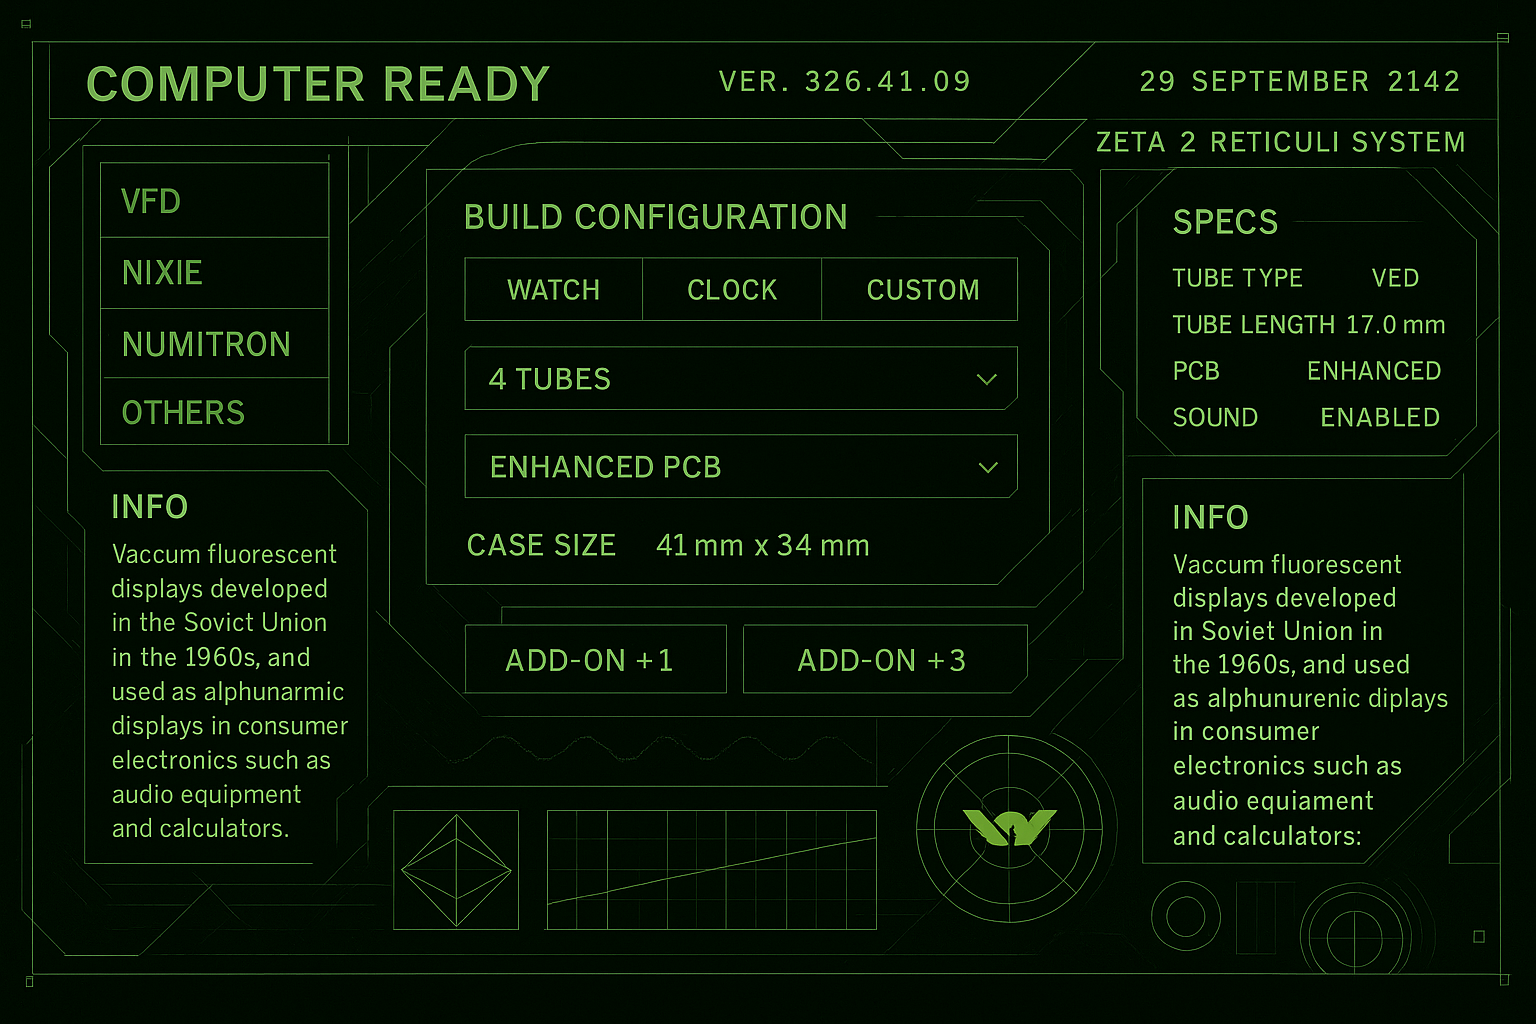 COMPUTER READY
VER. 326.41.09
29 SEPTEMBER 2142
ZETA 2 RETICULI SYSTEM
VFD
NIXIE
NUMITRON
OTHERS
INFO
Vaccum fluorescent
displays developed
in the Sovict Union
in the 1960s, and
used as alphunarmic
displays in consumer
electronics such as
audio equipment
and calculators.
BUILD CONFIGURATION
WATCH CLOCK CUSTOM
4 TUBES
ENHANCED PCB
CASE SIZE 41 mm x 34 mm
ADD-ON +1 ADD-ON +3
SPECS
TUBE TYPE VED
TUBE LENGTH 17.0 mm
PCB ENHANCED
SOUND ENABLED
INFO
Vaccum fluorescent
displays developed
in Soviet Union in
the 1960s, and used
as alphunurenic diplays
in consumer
electronics such as
audio equiament
and calculators: